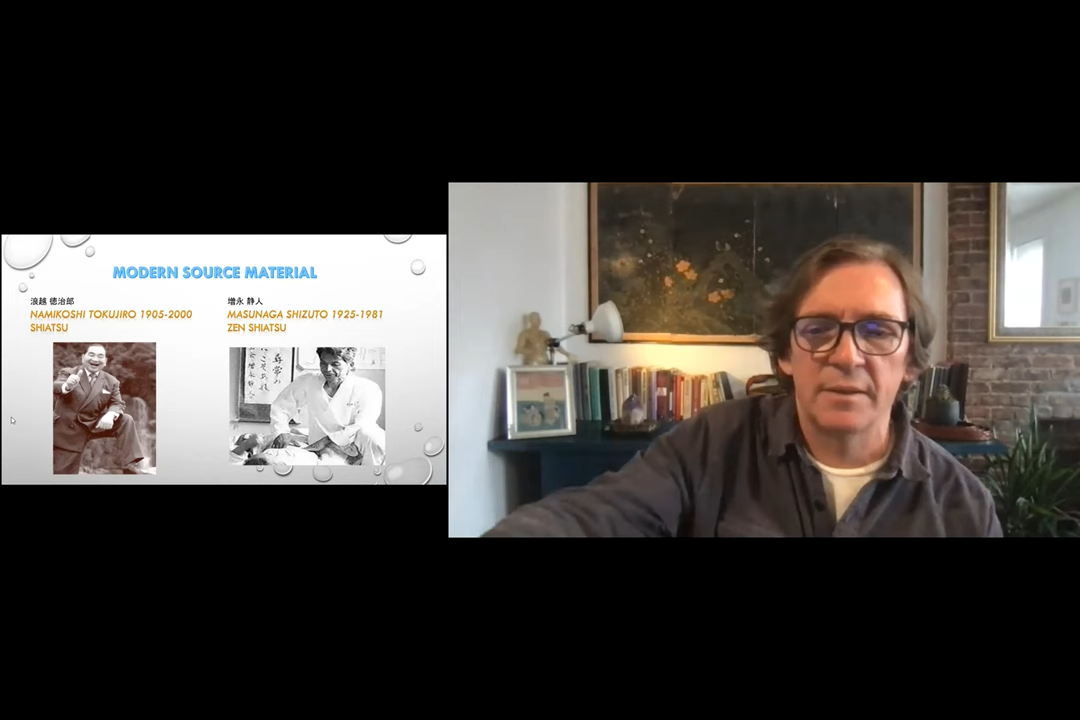 MODERN SOURCE MATERIAL
浪越 徳治郎
NAMIKOSHI TOKUJIRO 1905-2000
SHIATSU
増永 静人
MASUNAGA SHIZUTO 1925-1981
ZEN SHIATSU